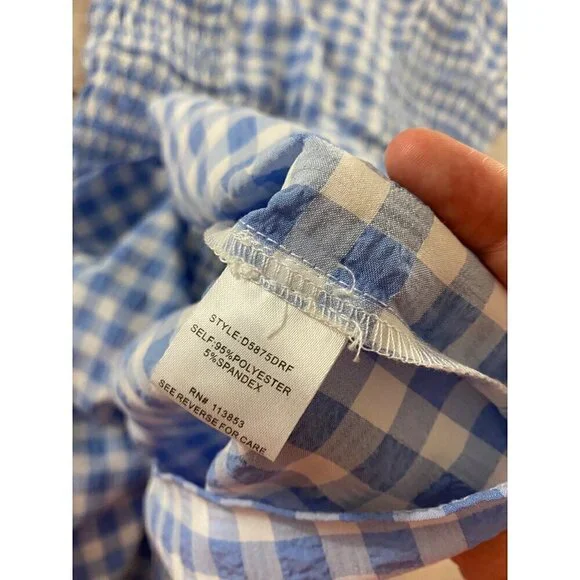 STYLE:D5875DRF
SELF:95%POLYESTER
5%SPANDEX
RN# 113853
SEE REVERSE FOR CARE